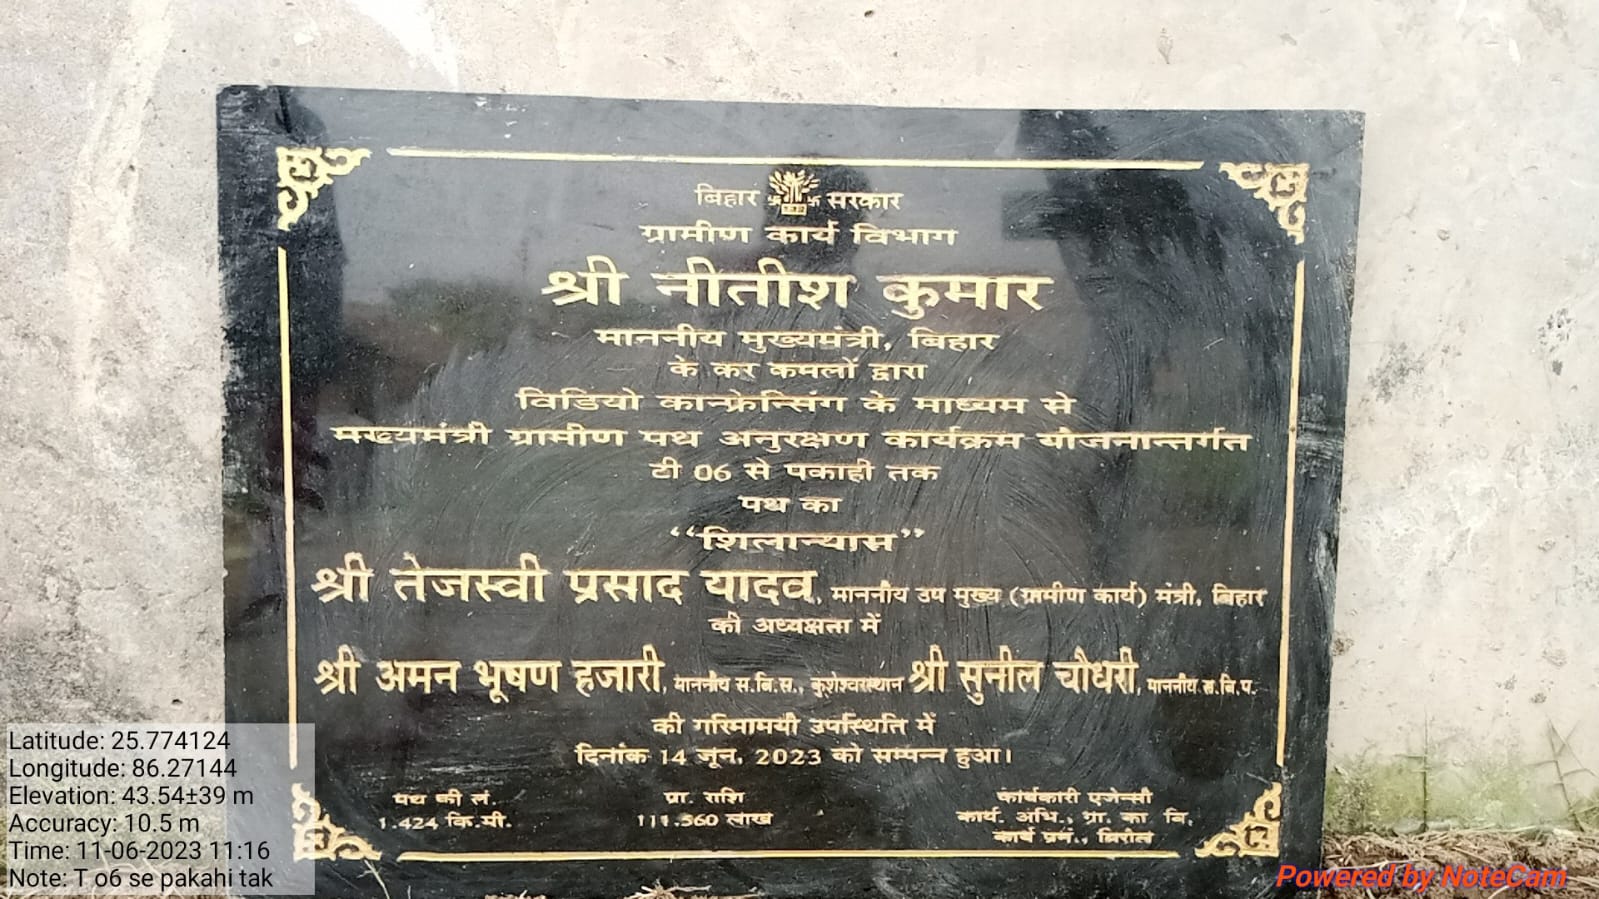 बिहार सरकार
ग्रामीण कार्य विभाग
श्री नीतीश कुमार
माननीय मुख्यमंत्री, बिहार
के कर कमलों द्वारा
विडियो कान्फ्रेन्सिंग के माध्यम से
मख्यमंत्री ग्रामीण पथ अनुरक्षण कार्यक्रम योजनान्तर्गत
टी 06 से पकाही तक
पथ का
“शिलान्यास”
श्री तेजस्वी प्रसाद यादव, माननीय उप मुख्य (ग्रामीण कार्य) मंत्री, बिहार
की अध्यक्षता में
श्री अमन भूषण हजारी, माननीय स.बि.स., कुशेश्वरस्थान श्री सुनील चौधरी, माननीय स.बि.प.
की गरिमामयी उपस्थिति में
दिनांक 14 जून, 2023 को सम्पन्न हुआ।
पथ की लं.
1.424 कि.मी.
प्रा. राशि
111.560 लाख
कार्यकारी एजेन्सी
कार्य. अभि., ग्रा. का. वि.
कार्य प्रमं., बिरौल
Latitude: 25.774124
Longitude: 86.27144
Elevation: 43.54±39 m
Accuracy: 10.5 m
Time: 11-06-2023 11:16
Note: T o6 se pakahi tak
Powered by NoteCam